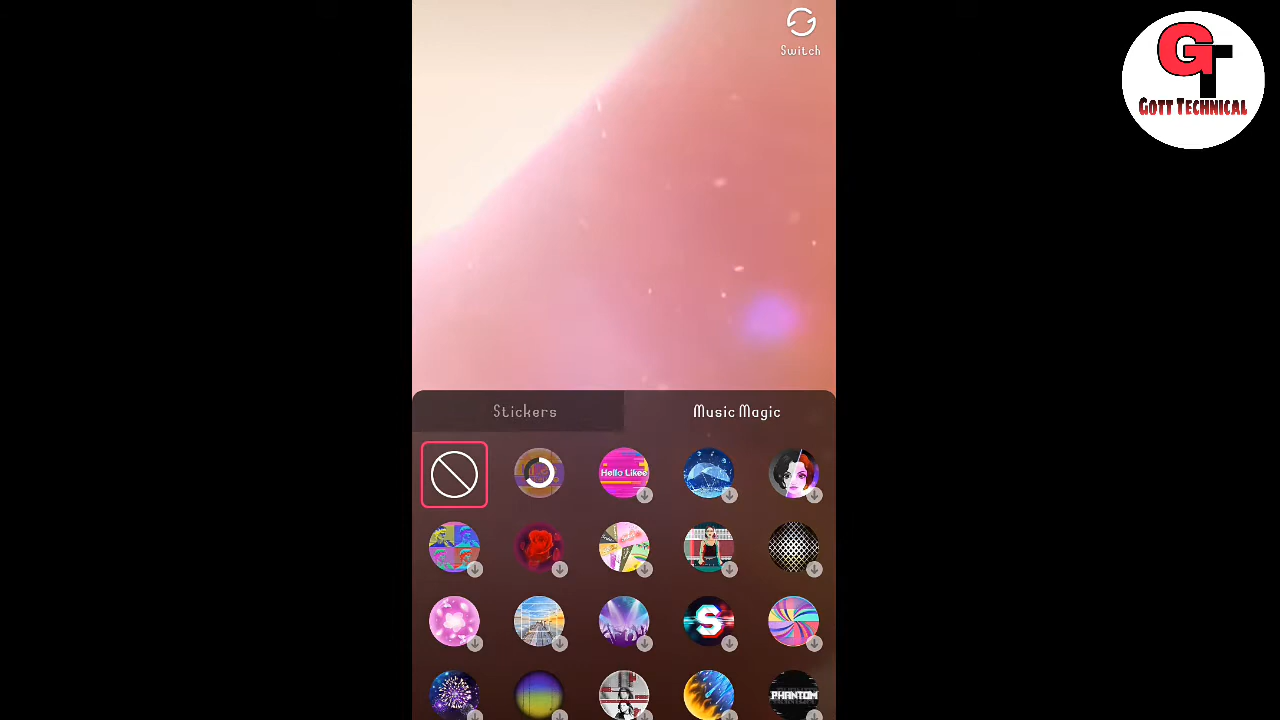 Switch
GT
GOTT TECHNICAL
Stickers
Music Magic
Hello Likee
S
PHANTOM